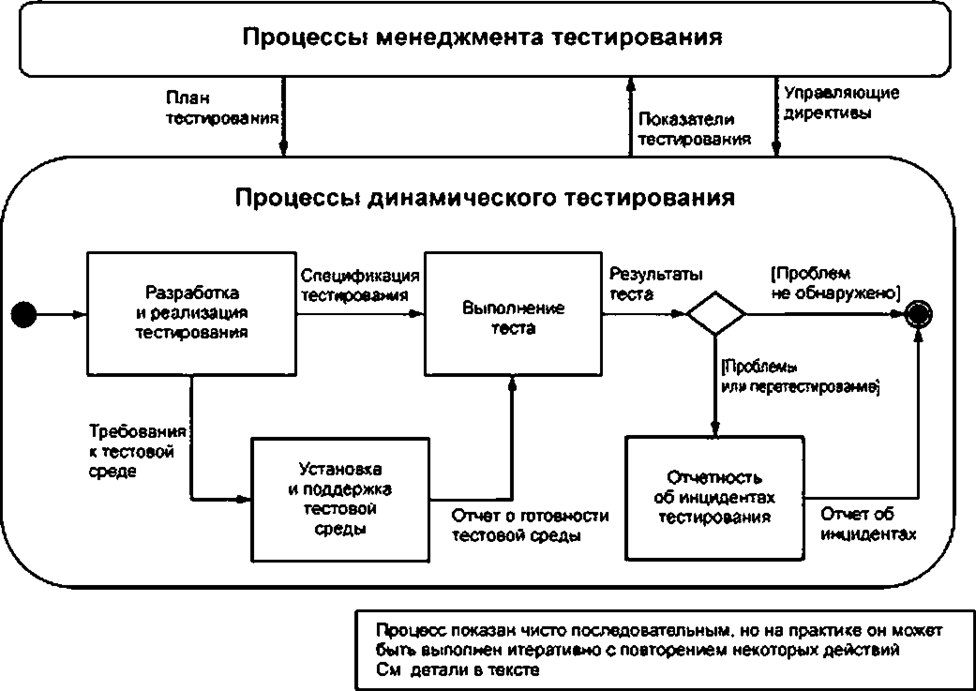 Процессы менеджмента тестирования
План
тестирования
Показатели
тестирования
Управляющие
директивы
Процессы динамического тестирования
Разработка
и реализация
тестирования
Спецификация
тестирования
Выполнение
теста
Результаты
теста
[Проблем
не обнаружено]
[Проблемы
или перетестирование]
Требования
к тестовой
среде
Установка
и поддержка
тестовой
среды
Отчет о готовности
тестовой среды
Отчетность
об инцидентах
тестирования
Отчет об
инцидентах
Процесс показан чисто последовательным, но на практике он может
быть выполнен итеративно с повторением некоторых действий
См детали в тексте